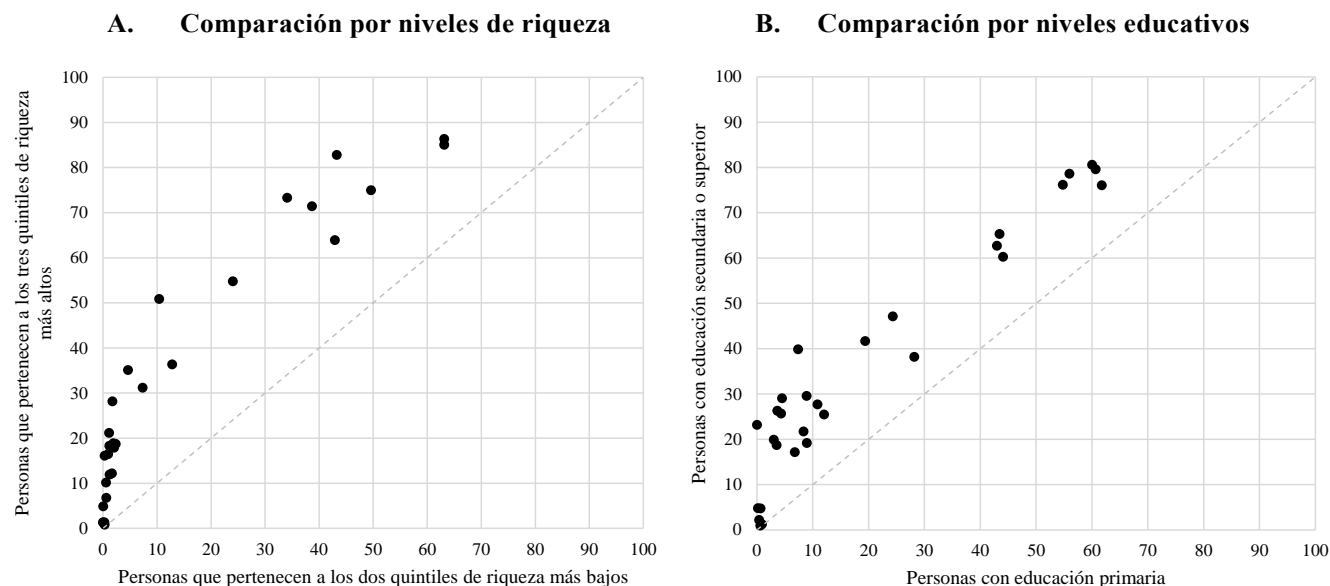 A. Comparación por niveles de riqueza
Personas que pertenecen a los tres quintiles de riqueza
más altos
100
90
80
70
60
50
40
30
20
10
0
0 10 20 30 40 50 60 70 80 90 100
Personas que pertenecen a los dos quintiles de riqueza más bajos
B. Comparación por niveles educativos
Personas con educación secundaria o superior
100
90
80
70
60
50
40
30
20
10
0
0 10 20 30 40 50 60 70 80 90 100
Personas con educación primaria